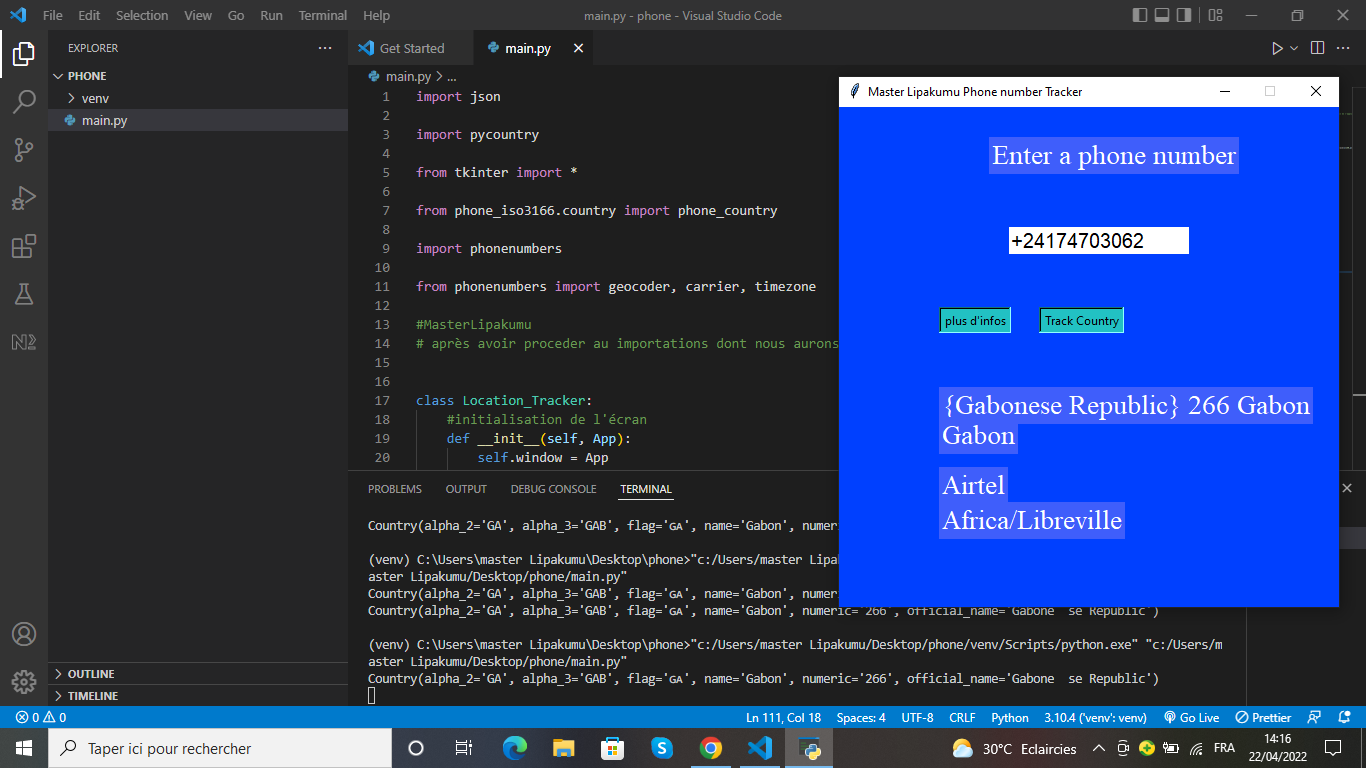 File Edit Selection View Go Run Terminal Help
main.py - phone - Visual Studio Code
EXPLORER
PHONE
venv
main.py
OUTLINE
TIMELINE
Get Started
main.py
main.py > ...
1 import json
2
3 import pycountry
4
5 from tkinter import *
6
7 from phone_iso3166.country import phone_country
8
9 import phonenumbers
10
11 from phonenumbers import geocoder, carrier, timezone
12
13 #MasterLipakumu
14 # après avoir proceder au importations dont nous aurons
15
16
17 class Location_Tracker:
18 #initialisation de l'écran
19 def __init__(self, App):
20 self.window = App
Master Lipakumu Phone number Tracker
Enter a phone number
+24174703062
plus d'infos
Track Country
{Gabonese Republic} 266 Gabon
Gabon
Airtel
Africa/Libreville
PROBLEMS OUTPUT DEBUG CONSOLE TERMINAL
Country(alpha_2='GA', alpha_3='GAB', flag='ɢᴀ', name='Gabon', numeri
(venv) C:\Users\master Lipakumu\Desktop\phone>"c:/Users/master Lipa
aster Lipakumu/Desktop/phone/main.py"
Country(alpha_2='GA', alpha_3='GAB', flag='ɢᴀ', name='Gabon', numeri
Country(alpha_2='GA', alpha_3='GAB', flag='ɢᴀ', name='Gabon', numeric='266', official_name='Gabone  se Republic')
(venv) C:\Users\master Lipakumu\Desktop\phone>"c:/Users/master Lipakumu/Desktop/phone/venv/Scripts/python.exe" "c:/Users/m
aster Lipakumu/Desktop/phone/main.py"
Country(alpha_2='GA', alpha_3='GAB', flag='ɢᴀ', name='Gabon', numeric='266', official_name='Gabone  se Republic')
0 0
Ln 111, Col 18 Spaces: 4 UTF-8 CRLF Python 3.10.4 ('venv': venv) Go Live Prettier
Taper ici pour rechercher
30°C Eclaircies
FRA
14:16
22/04/2022